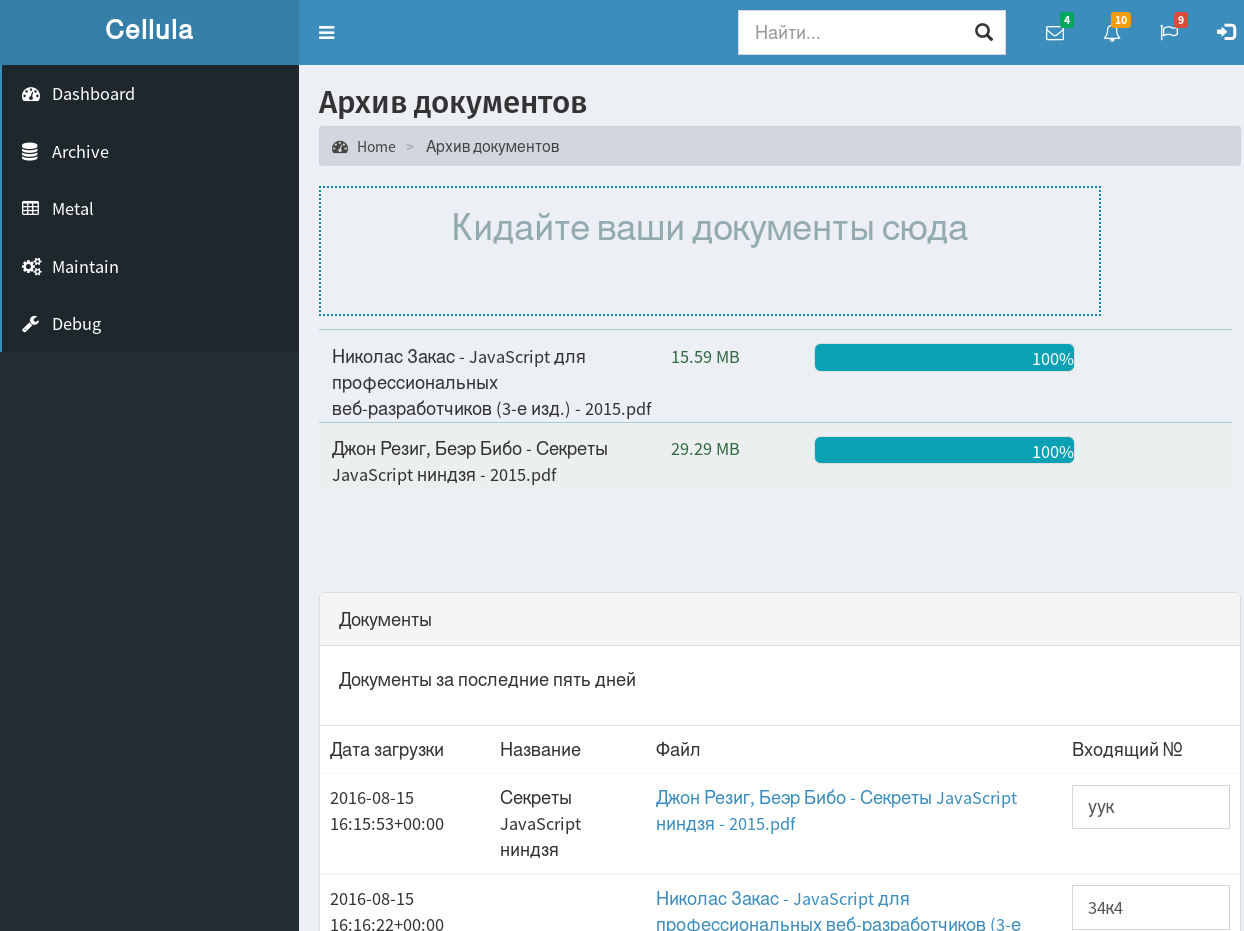 Cellula
Найти...
4
10
9
Dashboard
Archive
Metal
Maintain
Debug
Архив документов
Home > Архив документов
Кидайте ваши документы сюда
Николас Закас - JavaScript для 15.59 MB 100%
профессиональных
веб-разработчиков (3-е изд.) - 2015.pdf
Джон Резиг, Беэр Бибо - Секреты 29.29 MB 100%
JavaScript ниндзя - 2015.pdf
Документы
Документы за последние пять дней
Дата загрузки Название Файл Входящий №
2016-08-15 Секреты Джон Резиг, Беэр Бибо - Секреты JavaScript уук
16:15:53+00:00 JavaScript ниндзя - 2015.pdf
ниндзя
2016-08-15 Николас Закас - JavaScript для 34к4
16:16:22+00:00 профессиональных веб-разработчиков (3-е